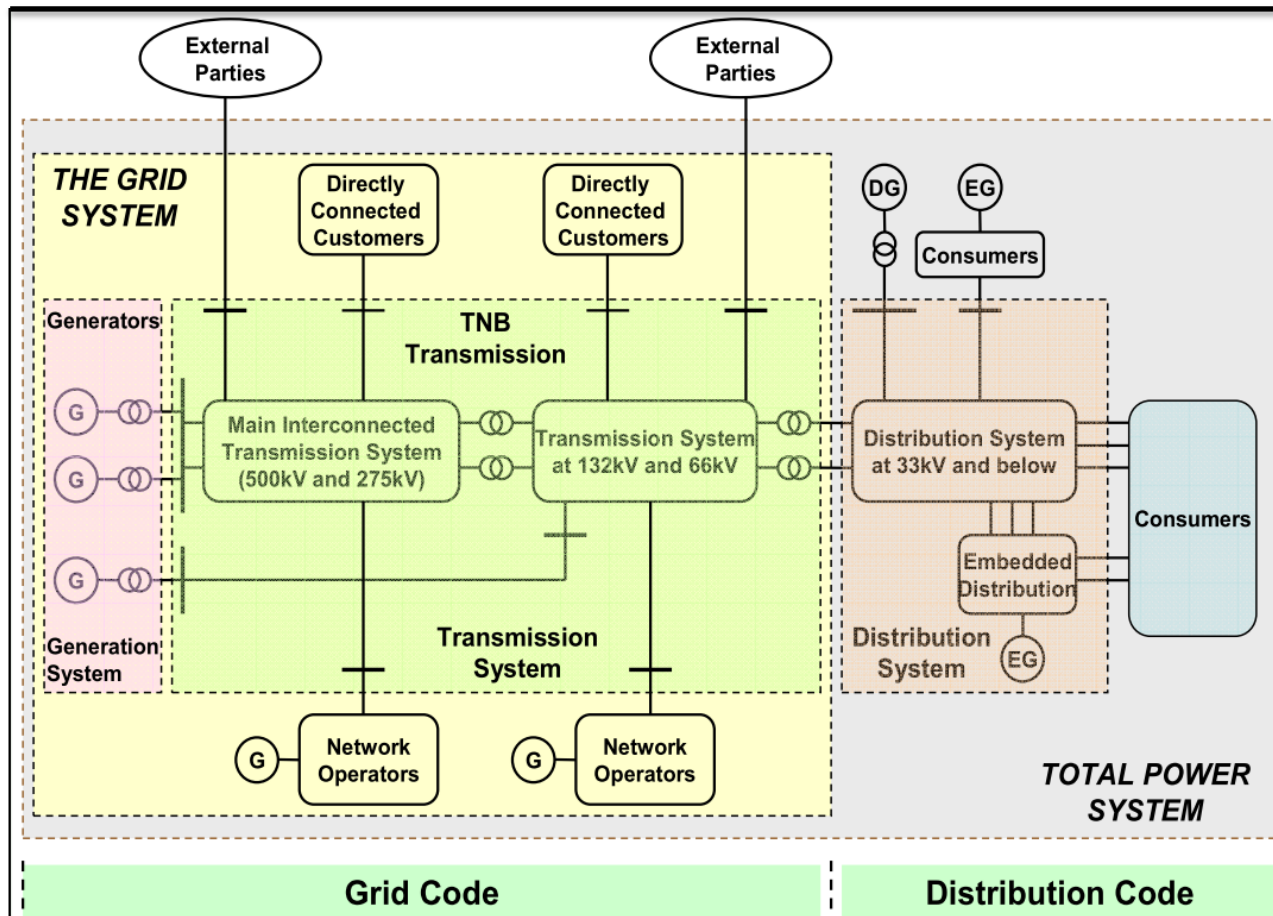 External
Parties
External
Parties
THE GRID
SYSTEM
Directly
Connected
Customers
Directly
Connected
Customers
DG
EG
Consumers
Generators
TNB
Transmission
G
G
G
Main Interconnected
Transmission System
(500kV and 275kV)
Transmission System
at 132kV and 66kV
Distribution System
at 33kV and below
Consumers
Embedded
Distribution
EG
Generation
System
Transmission
System
Distribution
System
G
Network
Operators
G
Network
Operators
TOTAL POWER
SYSTEM
Grid Code
Distribution Code